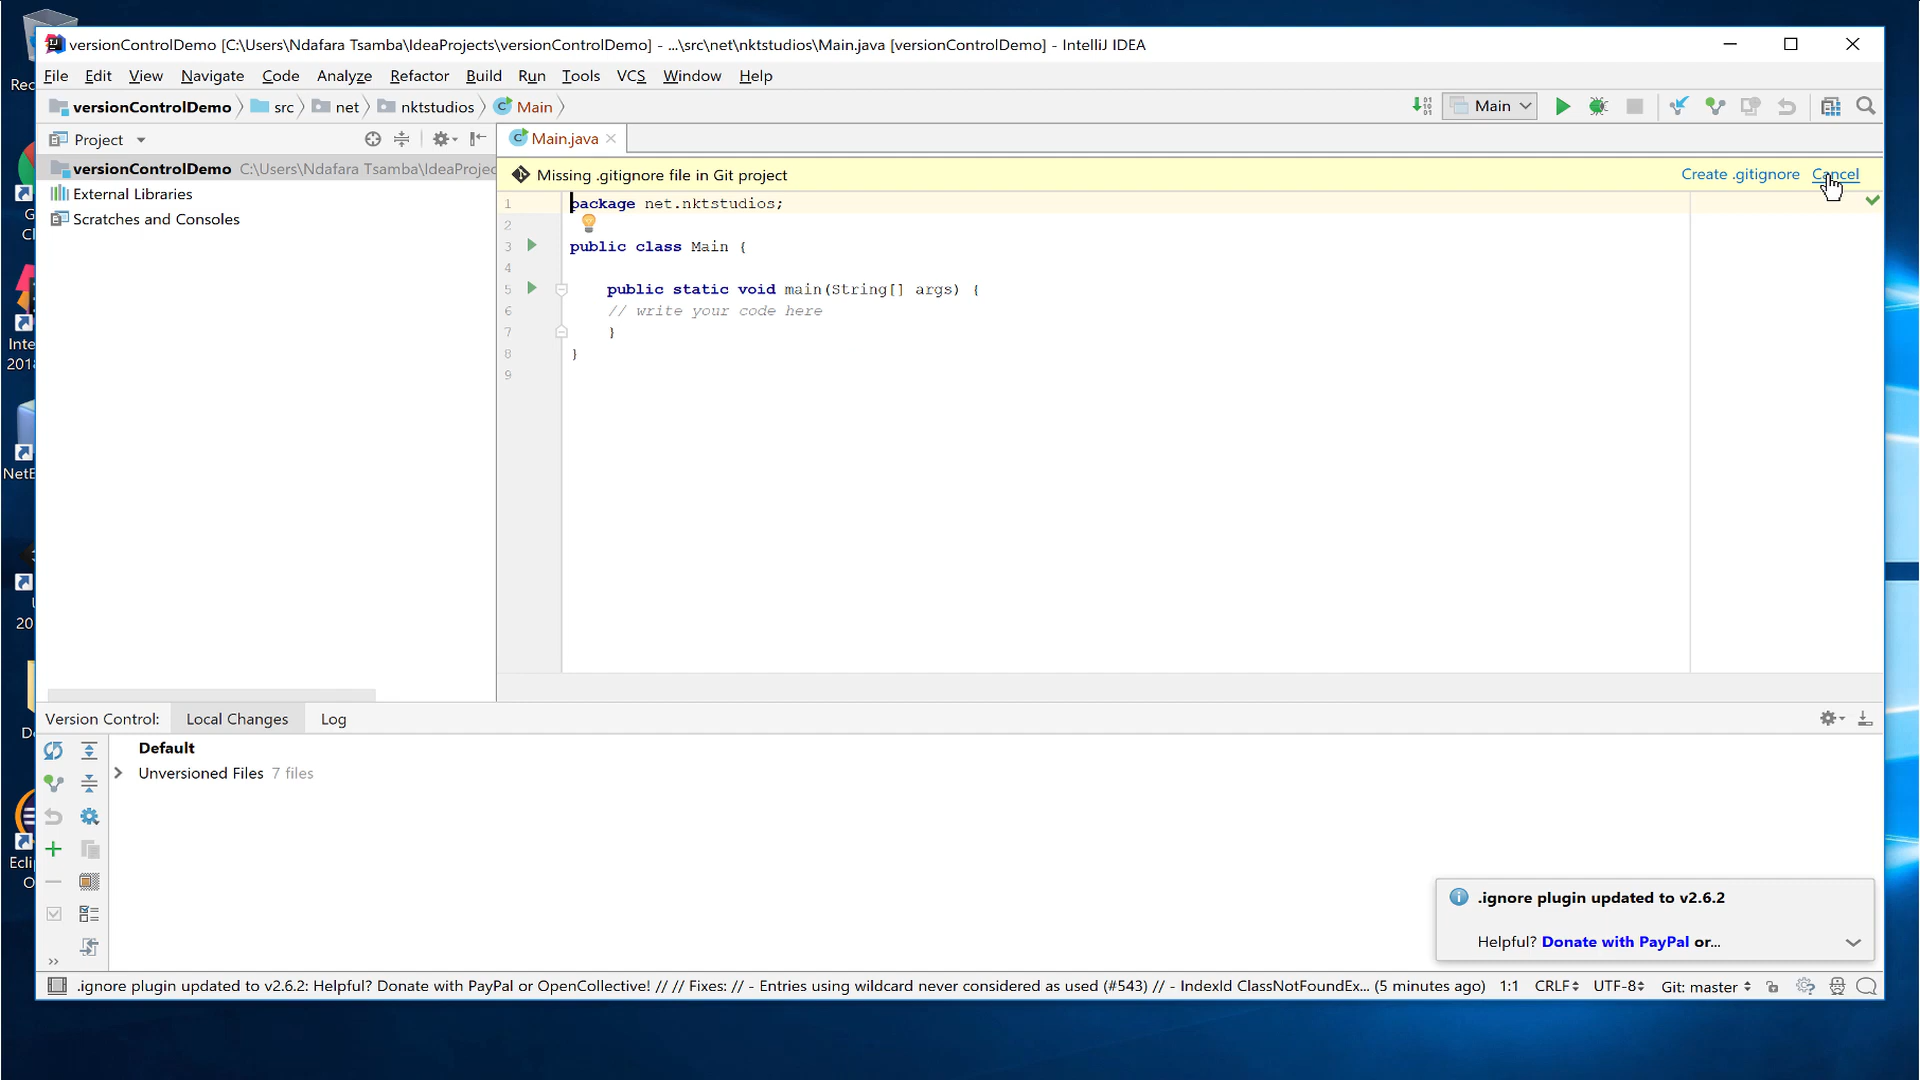 Rec
versionControlDemo [C:\Users\Ndafara Tsamba\IdeaProjects\versionControlDemo] - ...\src\net\nktstudios\Main.java [versionControlDemo] - IntelliJ IDEA
File Edit View Navigate Code Analyze Refactor Build Run Tools VCS Window Help
versionControlDemo src net nktstudios Main
Main
Project
Main.java
versionControlDemo C:\Users\Ndafara Tsamba\IdeaProjec
External Libraries
Scratches and Consoles
Missing .gitignore file in Git project Create .gitignore Cancel
1 package net.nktstudios;
2
3 public class Main {
4
5 public static void main(String[] args) {
6 // write your code here
7 }
8 }
9
G
Cl
Inte
2018
NetB
20
D
Ecli
O
Version Control: Local Changes Log
Default
Unversioned Files 7 files
.ignore plugin updated to v2.6.2
Helpful? Donate with PayPal or...
.ignore plugin updated to v2.6.2: Helpful? Donate with PayPal or OpenCollective! // // Fixes: // - Entries using wildcard never considered as used (#543) // - IndexId ClassNotFoundEx... (5 minutes ago) 1:1 CRLF UTF-8 Git: master